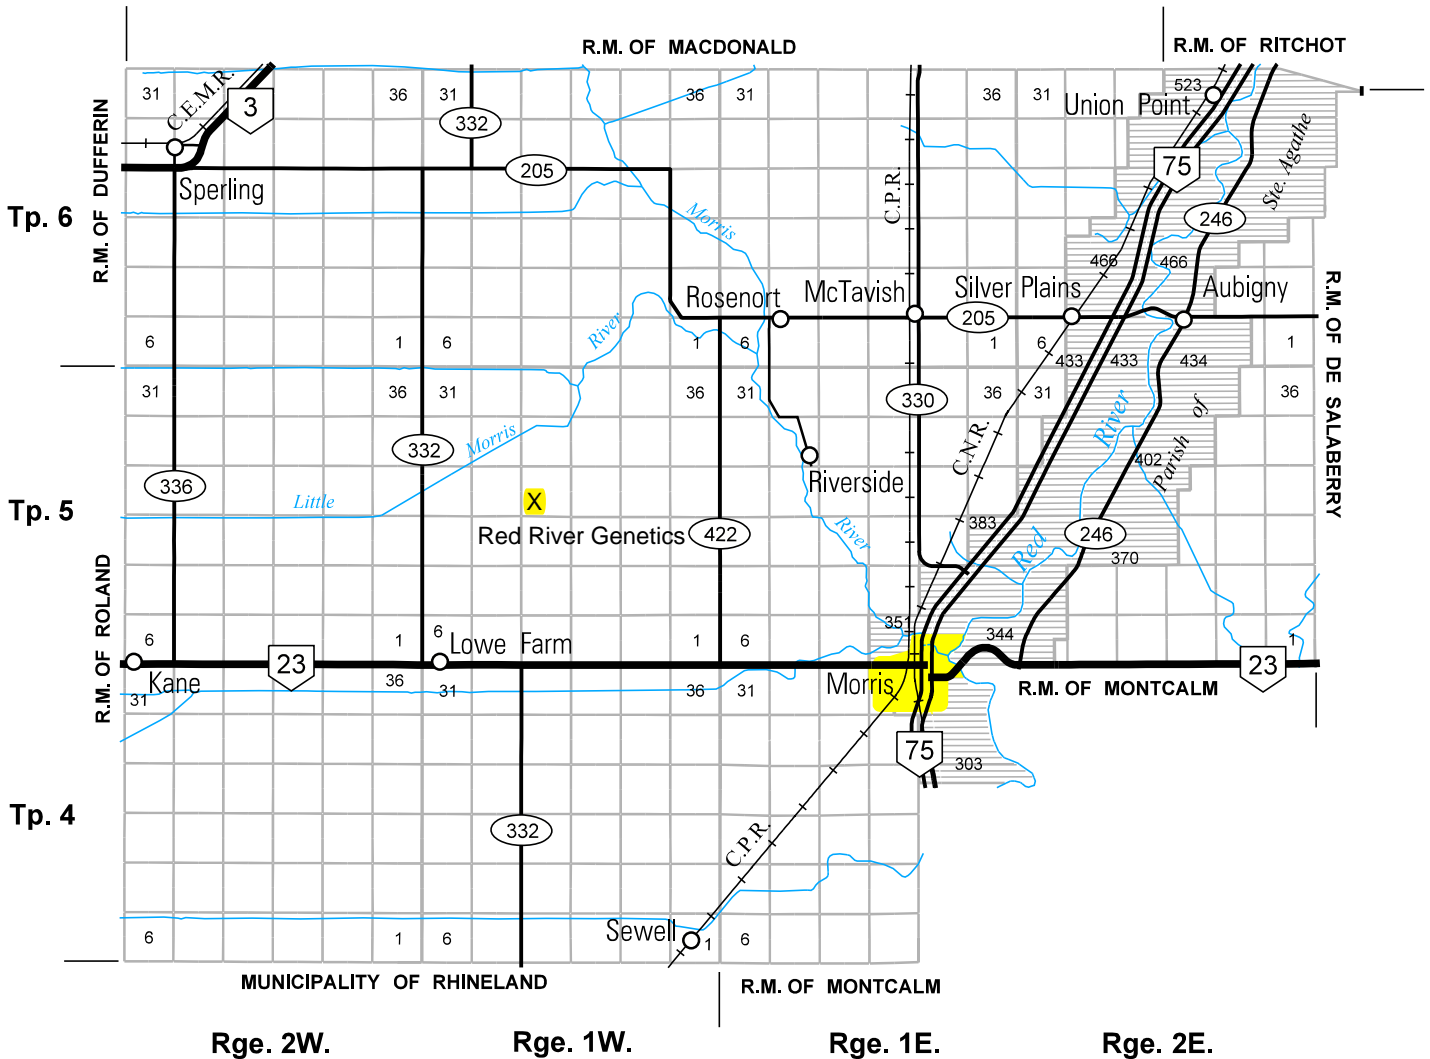 R.M. OF MACDONALD
R.M. OF RITCHOT
31
C.E.M.R.
3
36
31
332
36
31
36
31
523
Union Point
R.M. OF DUFFERIN
Sperling
205
75
C.P.R.
Ste. Agathe
Tp. 6
Morris
246
466
466
Rosenort
McTavish
Silver Plains
Aubigny
R.M. OF DE SALABERRY
River
205
6
1
6
1
6
1
6
433
433
434
1
31
36
31
36
31
330
36
31
36
River
of
332
Morris
C.N.R.
402
Parish
336
Riverside
Little
X
Tp. 5
Red River Genetics
422
River
383
Red
246
370
R.M. OF ROLAND
351
6
1
6
Lowe Farm
1
6
344
1
23
23
Kane
31
36
31
36
31
Morris
R.M. OF MONTCALM
75
303
Tp. 4
332
C.P.R.
Sewell
6
1
6
1
6
MUNICIPALITY OF RHINELAND
R.M. OF MONTCALM
Rge. 2W.
Rge. 1W.
Rge. 1E.
Rge. 2E.